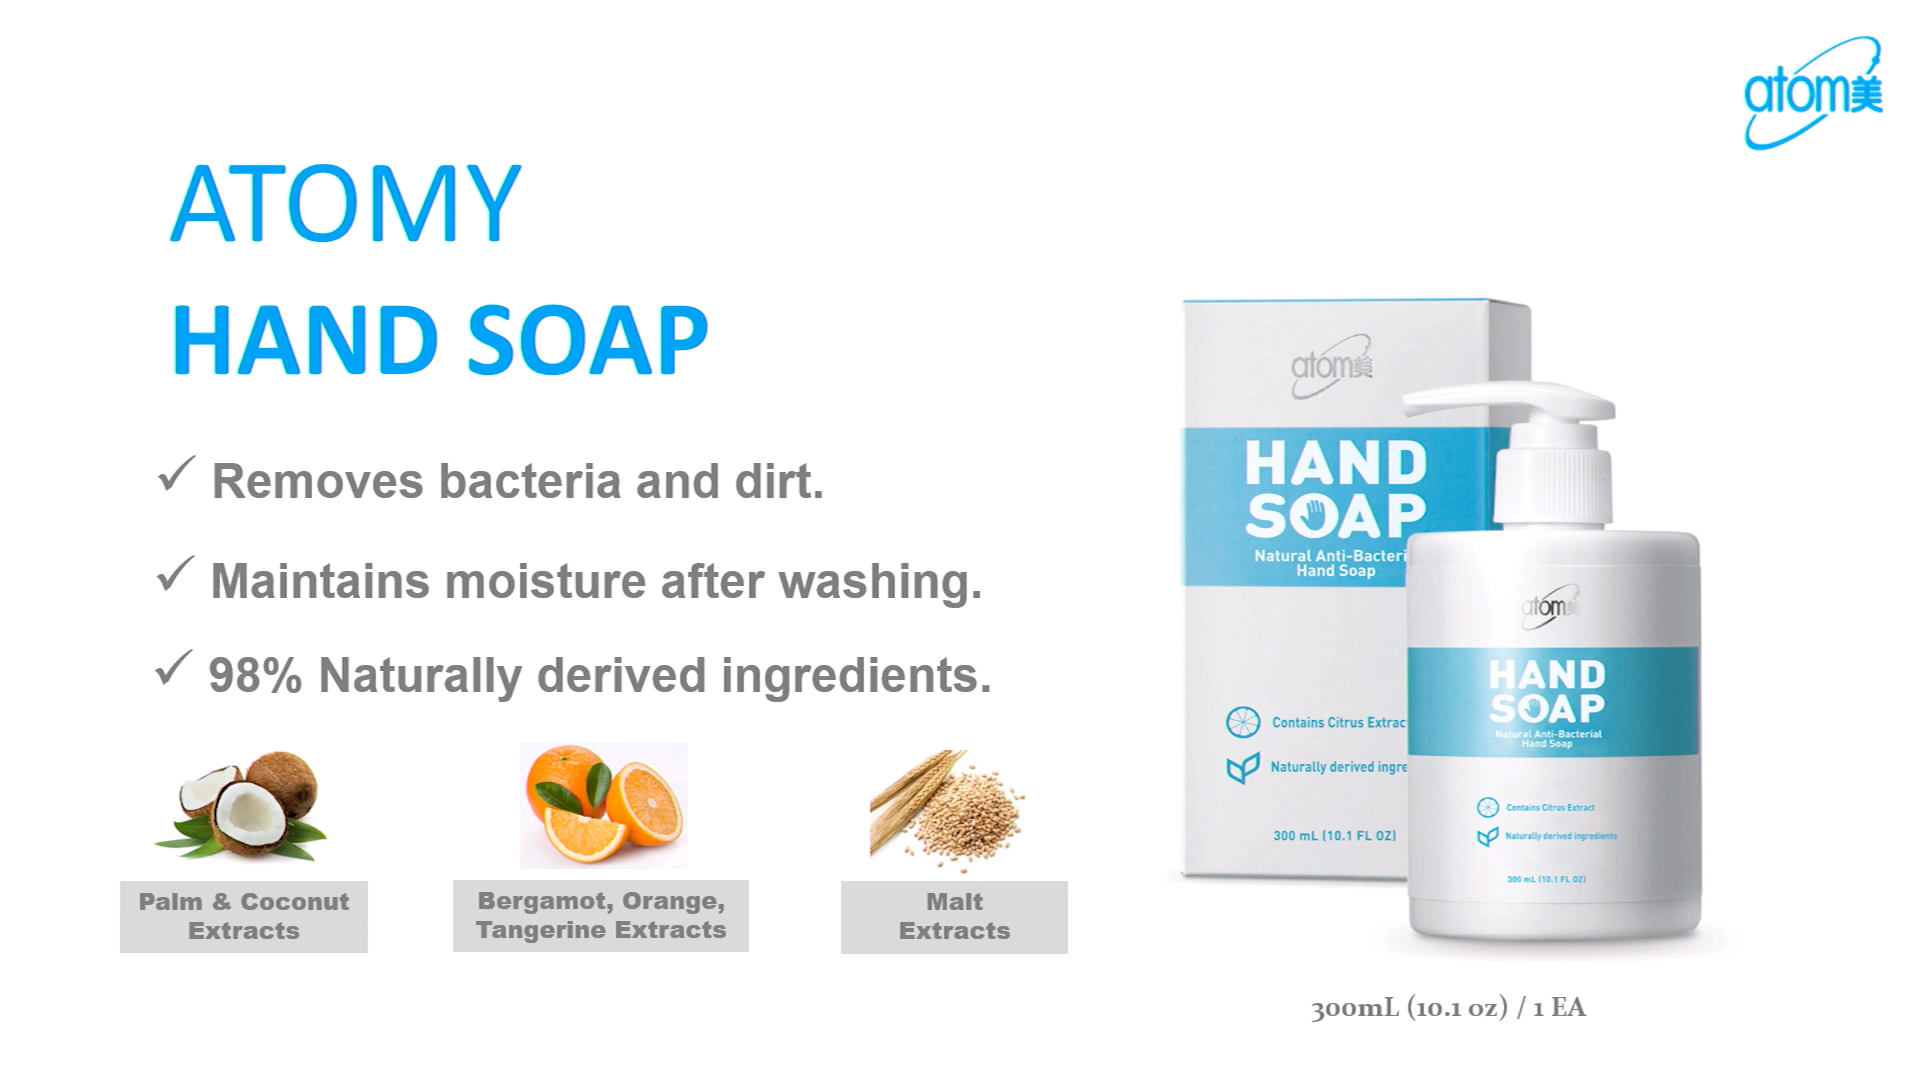 atom美
ATOMY
HAND SOAP
✓ Removes bacteria and dirt.
✓ Maintains moisture after washing.
✓ 98% Naturally derived ingredients.
Palm & Coconut
Extracts
Bergamot, Orange,
Tangerine Extracts
Malt
Extracts
atom美
HAND
SOAP
Natural Anti-Bacteri
Hand Soap
Contains Citrus Extrac
Naturally derived ingre
300 mL (10.1 FL OZ)
atom美
HAND
SOAP
Natural Anti-Bacterial
Hand Soap
Contains Citrus Extract
Naturally derived ingredients
300 mL (10.1 FL OZ)
300mL (10.1 oz) / 1 EA